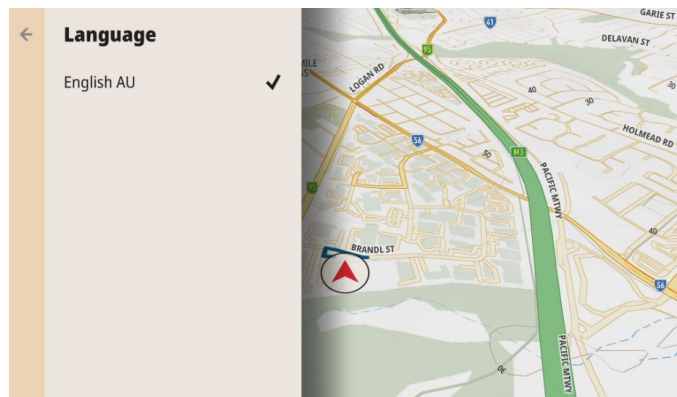 Language
English AU
41
GARIE ST
DELAVAN ST
95
MILE
LOGAN RD
40
30
30
HOLMEAD RD
56
50
M3
PACIFIC MTWY
95
40
BRANDL ST
56
PACIFIC MTWY
30